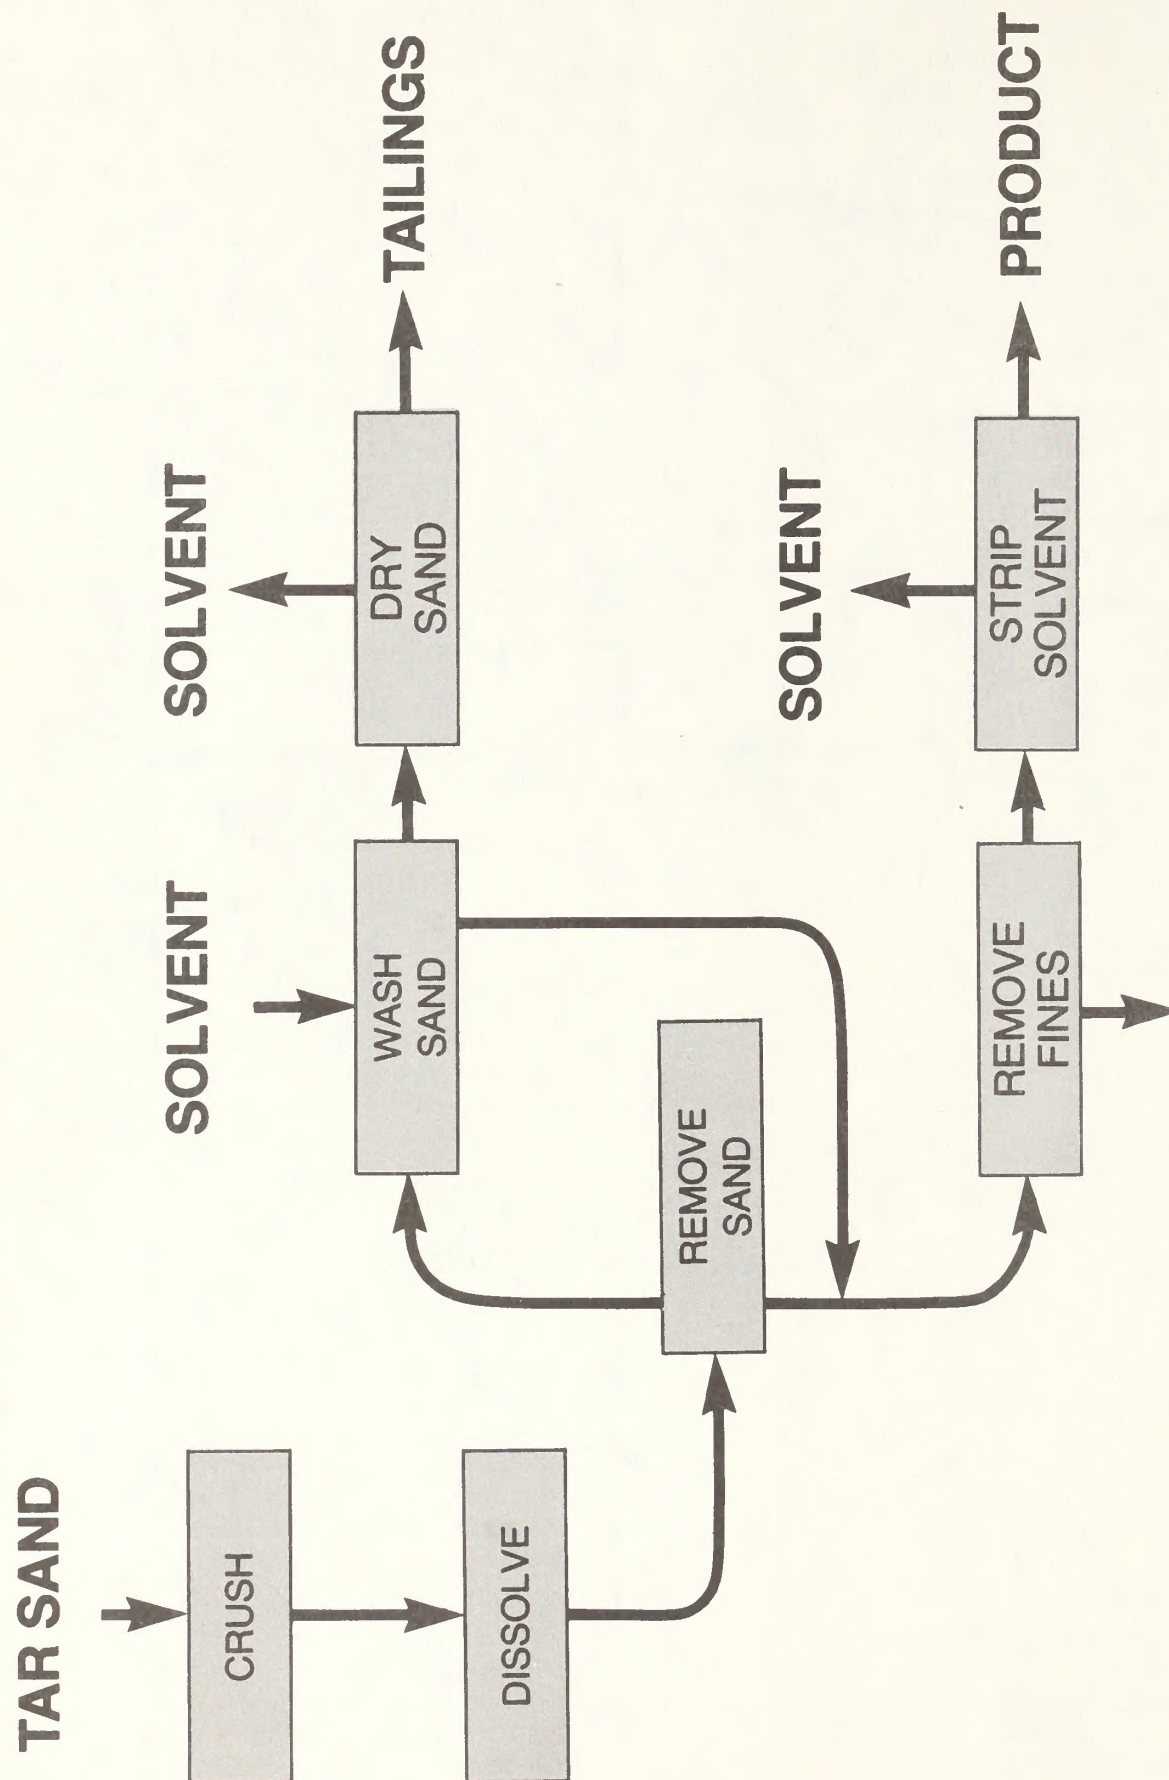 TAR SAND
CRUSH
DISSOLVE
REMOVE
SAND
SOLVENT
WASH
SAND
SOLVENT
DRY
SAND
TAILINGS
REMOVE
FINES
SOLVENT
STRIP
SOLVENT
PRODUCT